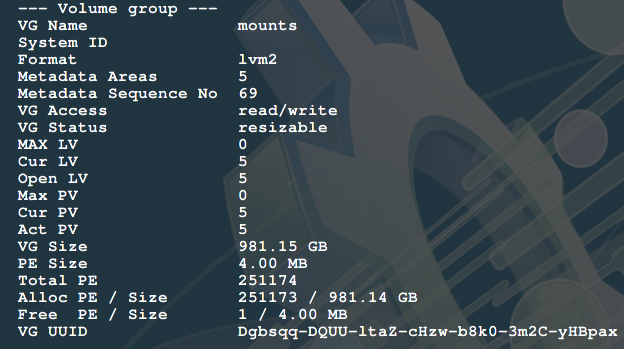 --- Volume group ---
VG Name mounts
System ID
Format lvm2
Metadata Areas 5
Metadata Sequence No 69
VG Access read/write
VG Status resizable
MAX LV 0
Cur LV 5
Open LV 5
Max PV 0
Cur PV 5
Act PV 5
VG Size 981.15 GB
PE Size 4.00 MB
Total PE 251174
Alloc PE / Size 251173 / 981.14 GB
Free  PE / Size 1 / 4.00 MB
VG UUID Dgbsqq-DQUU-ltaZ-cHzw-b8k0-3m2C-yHBpax